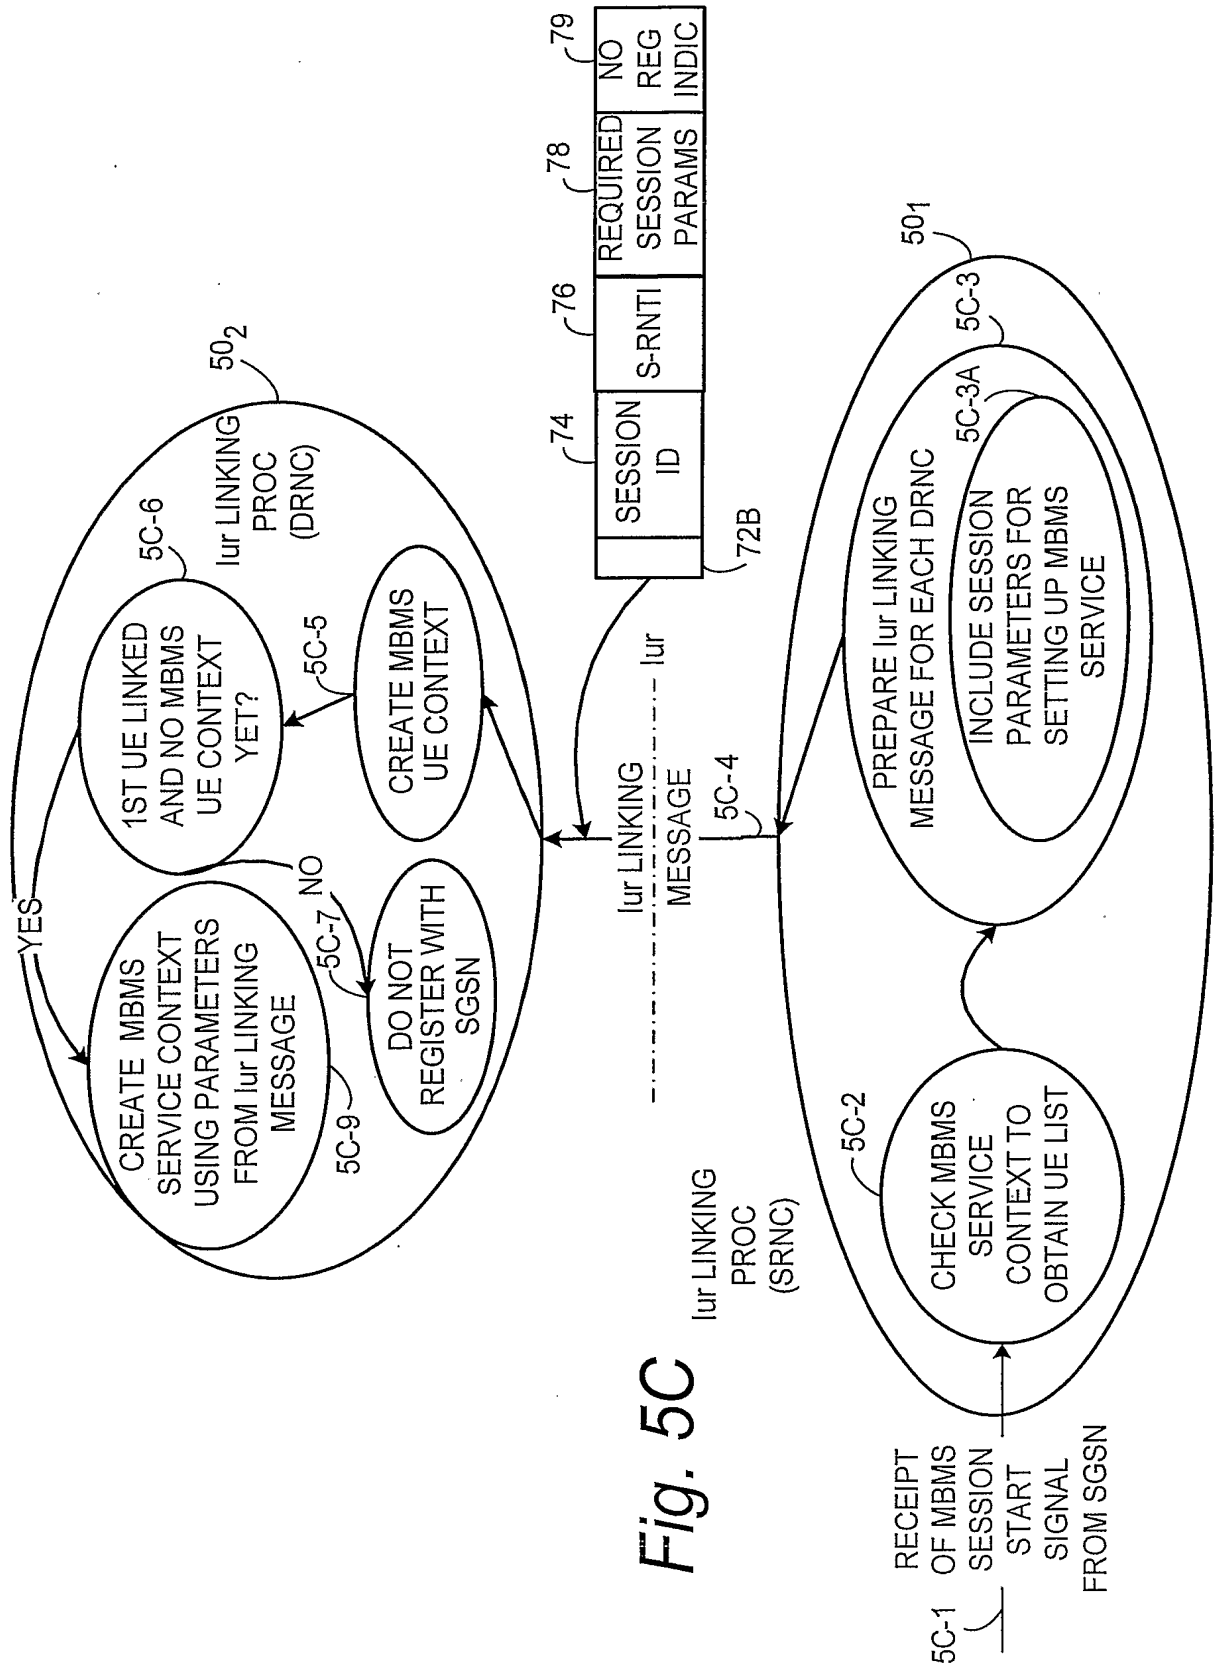 YES
CREATE MBMS
SERVICE CONTEXT
USING PARAMETERS
FROM Iur LINKING
MESSAGE
5C-9
1ST UE LINKED
AND NO MBMS
UE CONTEXT
YET?
5C-6
Iur LINKING
PROC
(DRNC)
502
NO
5C-7
DO NOT
REGISTER WITH
SGSN
5C-5
CREATE MBMS
UE CONTEXT
Iur LINKING
MESSAGE
Iur
5C-4
72B
74
SESSION
ID
76
S-RNTI
78
REQUIRED
SESSION
PARAMS
79
NO
REG
INDIC
Fig. 5C
Iur LINKING
PROC
(SRNC)
501
5C-1
RECEIPT
OF MBMS
SESSION
START
SIGNAL
FROM SGSN
5C-2
CHECK MBMS
SERVICE
CONTEXT TO
OBTAIN UE LIST
5C-3
PREPARE Iur LINKING
MESSAGE FOR EACH DRNC
5C-3A
INCLUDE SESSION
PARAMETERS FOR
SETTING UP MBMS
SERVICE